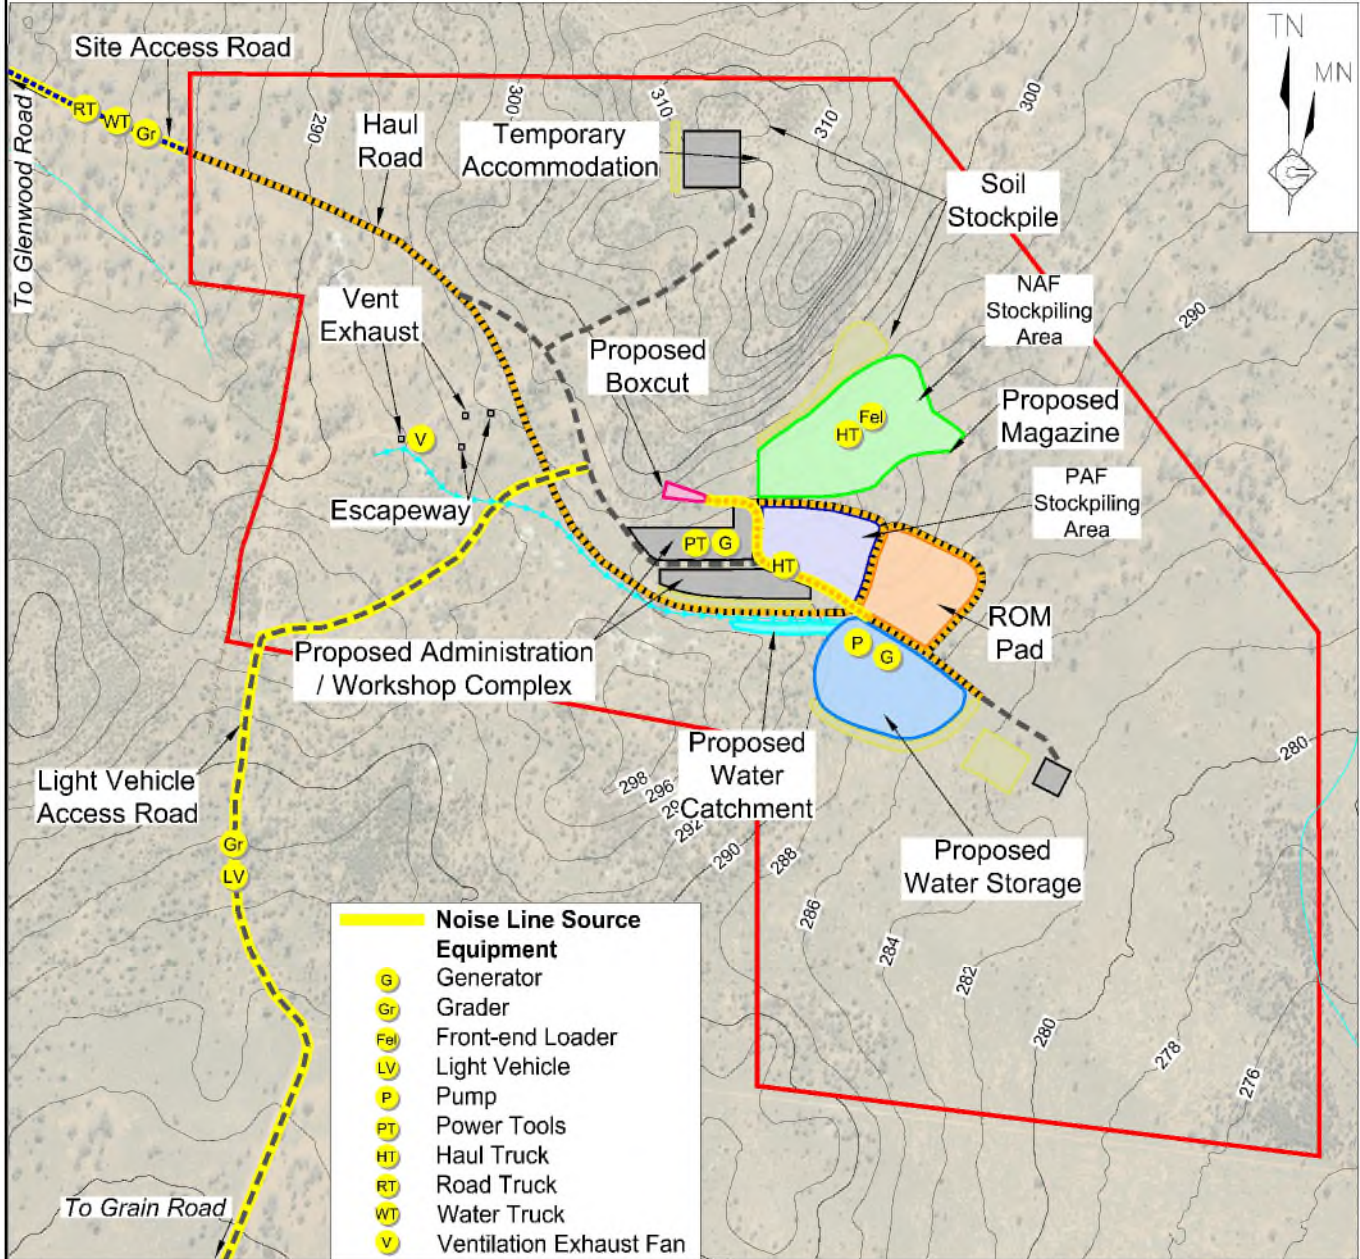 TN
MN
Site Access Road
RT
WT
Gr
To Glenwood Road
Haul
Road
290
300
310
310
300
Temporary
Accommodation
Soil
Stockpile
NAF
Stockpiling
Area
290
Vent
Exhaust
Proposed
Boxcut
Proposed
Magazine
Fel
HT
V
PAF
Stockpiling
Area
Escapeway
PT
G
HT
ROM
Pad
P
G
Proposed Administration
/ Workshop Complex
Proposed
Water
Catchment
280
Light Vehicle
Access Road
298
296
292
290
288
286
284
282
280
278
276
Gr
LV
Proposed
Water Storage
Noise Line Source
Equipment
G Generator
Gr Grader
Fel Front-end Loader
LV Light Vehicle
P Pump
PT Power Tools
HT Haul Truck
RT Road Truck
WT Water Truck
V Ventilation Exhaust Fan
To Grain Road